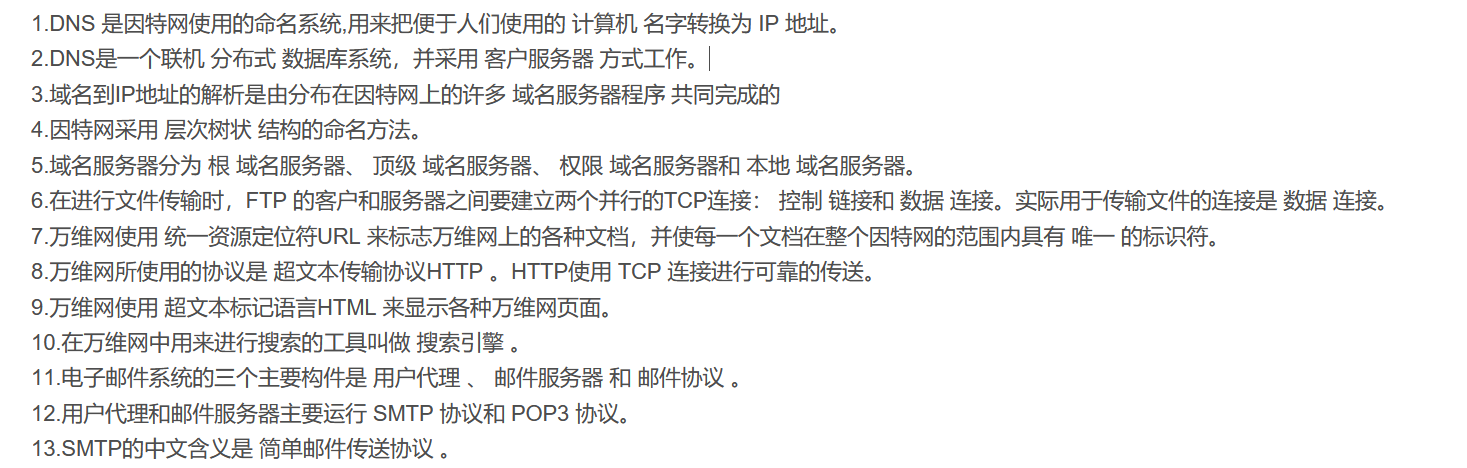 1.DNS 是因特网使用的命名系统,用来把便于人们使用的 计算机 名字转换为 IP 地址。
2.DNS是一个联机 分布式 数据库系统，并采用 客户服务器 方式工作。
3.域名到IP地址的解析是由分布在因特网上的许多 域名服务器程序 共同完成的
4.因特网采用 层次树状 结构的命名方法。
5.域名服务器分为 根 域名服务器、 顶级 域名服务器、 权限 域名服务器和 本地 域名服务器。
6.在进行文件传输时，FTP 的客户和服务器之间要建立两个并行的TCP连接： 控制 链接和 数据 连接。实际用于传输文件的连接是 数据 连接。
7.万维网使用 统一资源定位符URL 来标志万维网上的各种文档，并使每一个文档在整个因特网的范围内具有 唯一 的标识符。
8.万维网所使用的协议是 超文本传输协议HTTP 。HTTP使用 TCP 连接进行可靠的传送。
9.万维网使用 超文本标记语言HTML 来显示各种万维网页面。
10.在万维网中用来进行搜索的工具叫做 搜索引擎 。
11.电子邮件系统的三个主要构件是 用户代理 、 邮件服务器 和 邮件协议 。
12.用户代理和邮件服务器主要运行 SMTP 协议和 POP3 协议。
13.SMTP的中文含义是 简单邮件传送协议 。